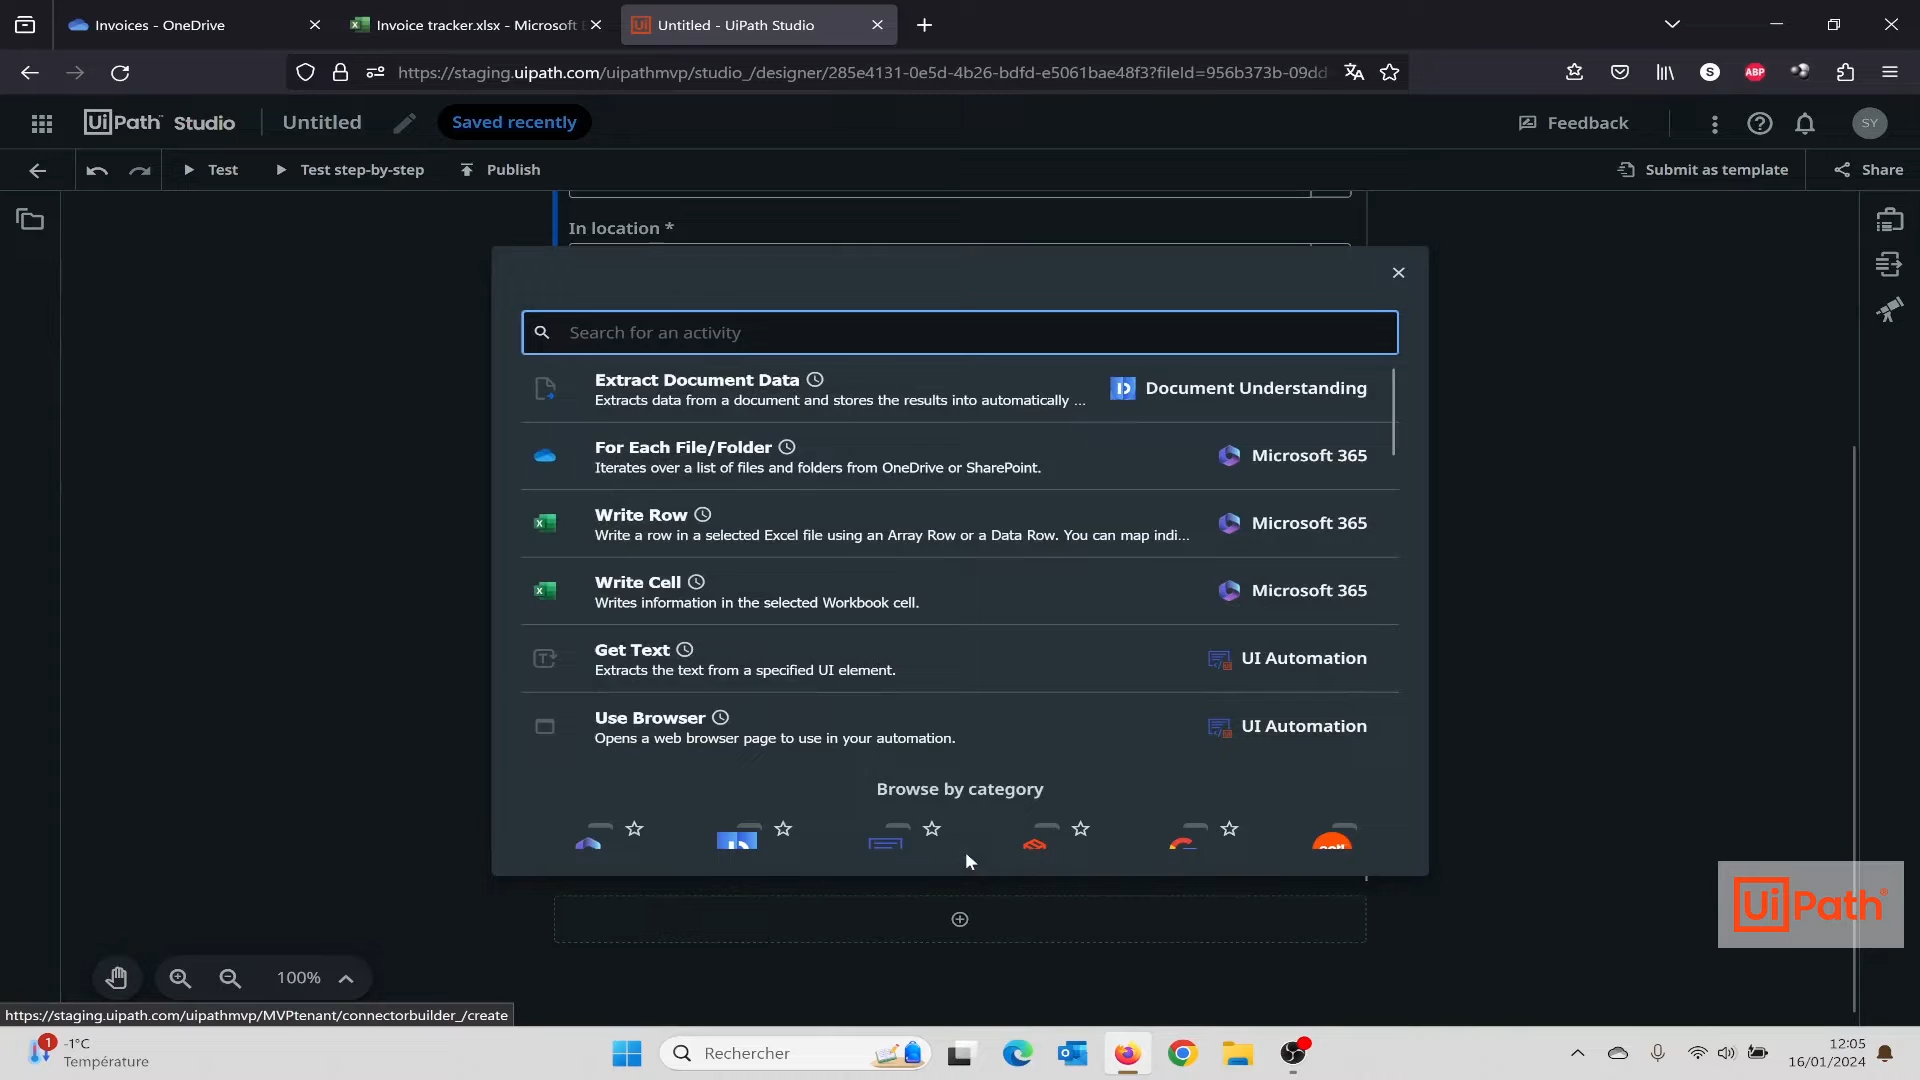 Invoices - OneDrive
Invoice tracker.xlsx - Microsoft
Untitled - UiPath Studio
https://staging.uipath.com/uipathmvp/studio_/designer/285e4131-0e5d-4b26-bdfd-e5061bae48f3?fileId=956b373b-09dd
S
ABP
UiPath Studio
Untitled
Saved recently
Feedback
SY
Test
Test step-by-step
Publish
Submit as template
Share
In location *
Search for an activity
Extract Document Data
Document Understanding
Extracts data from a document and stores the results into automatically ...
For Each File/Folder
Microsoft 365
Iterates over a list of files and folders from OneDrive or SharePoint.
Write Row
Microsoft 365
Write a row in a selected Excel file using an Array Row or a Data Row. You can map indi...
Write Cell
Microsoft 365
Writes information in the selected Workbook cell.
Get Text
UI Automation
Extracts the text from a specified UI element.
Use Browser
UI Automation
Opens a web browser page to use in your automation.
Browse by category
UiPath®
100%
https://staging.uipath.com/uipathmvp/MVPtenant/connectorbuilder_/create
1
-1°C
Température
Rechercher
12:05
16/01/2024